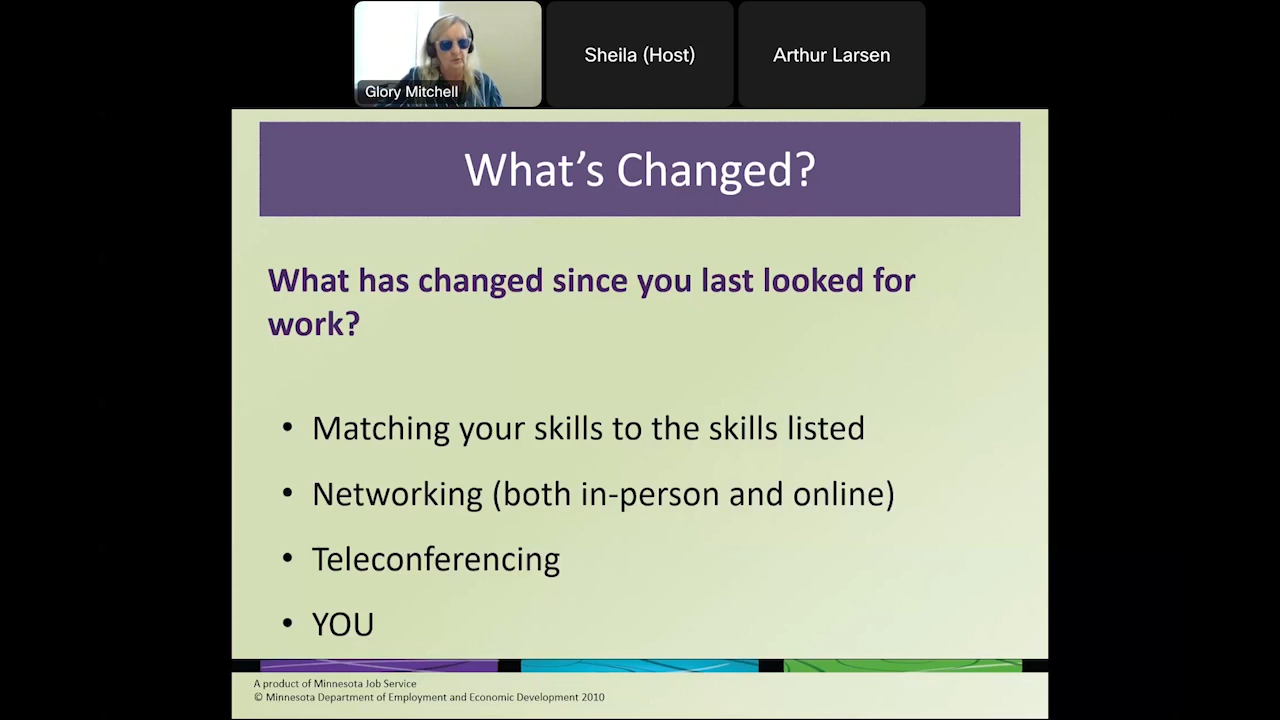 Glory Mitchell
Sheila (Host)
Arthur Larsen
What's Changed?
What has changed since you last looked for
work?
• Matching your skills to the skills listed
• Networking (both in-person and online)
• Teleconferencing
• YOU
A product of Minnesota Job Service
© Minnesota Department of Employment and Economic Development 2010